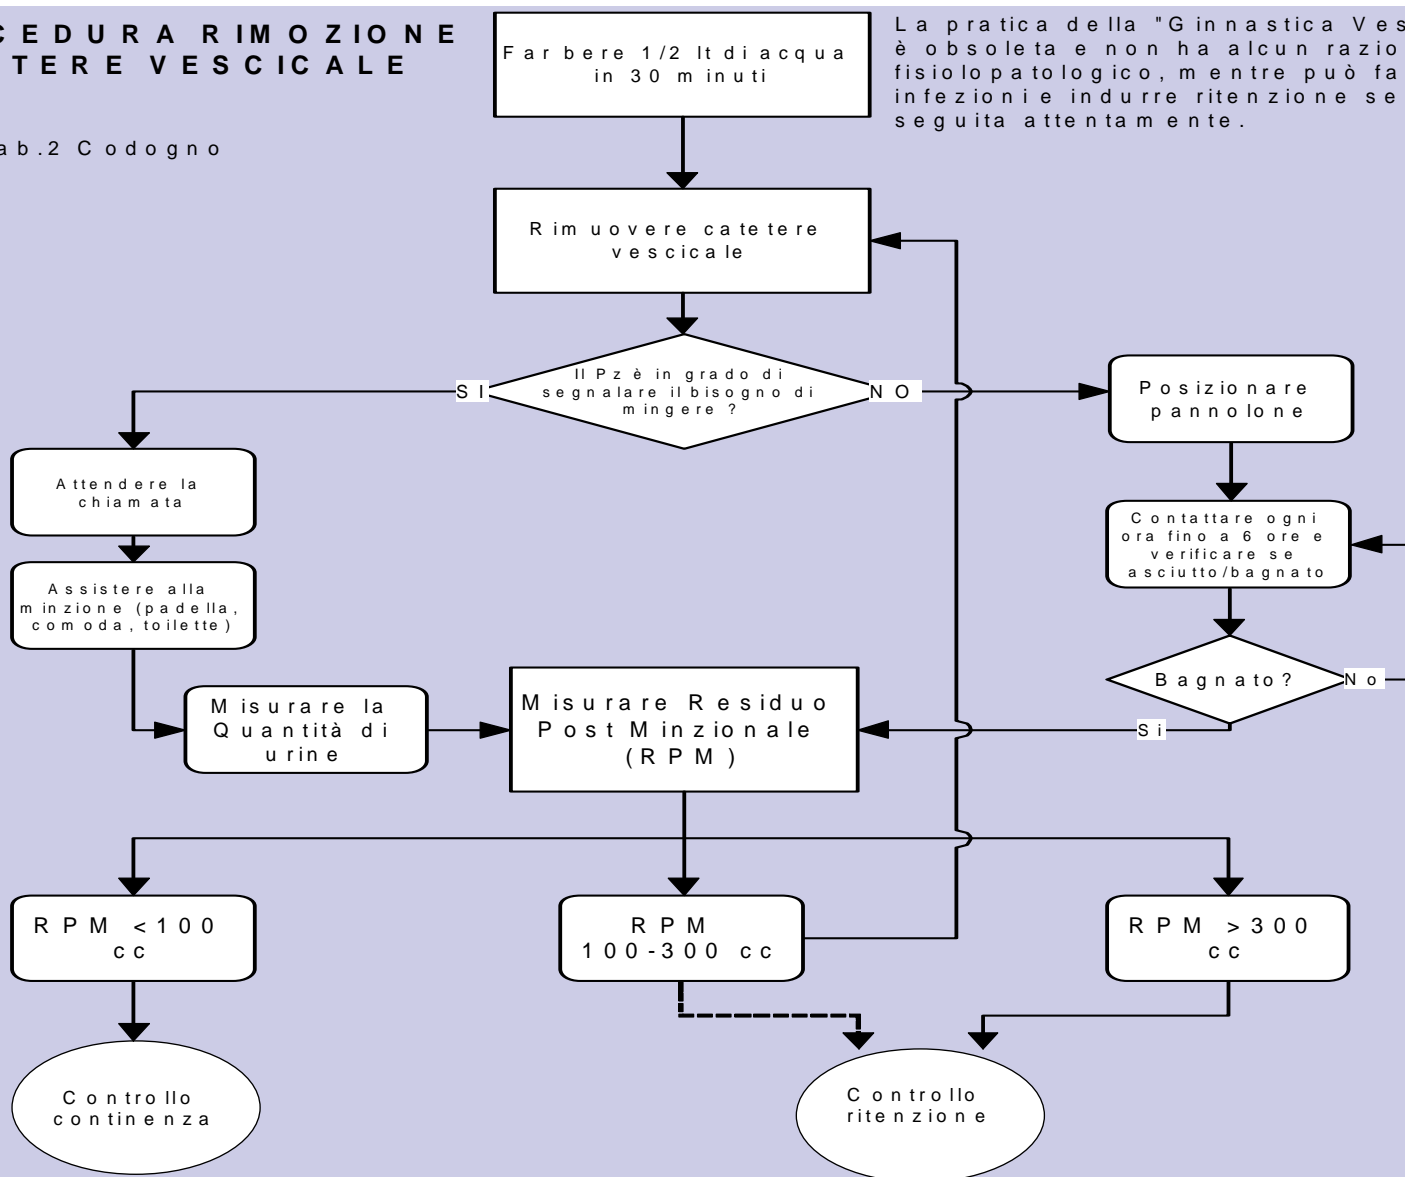 CEDURA RIMOZIONE
TERE VESCICALE
ab.2 Codogno
Far bere 1/2 lt di acqua
in 30 minuti
La pratica della "Ginnastica Ves
è obsoleta e non ha alcun razio
fisiolopatologico, mentre può fa
infezioni e indurre ritenzione se
seguita attentamente.
Rimuovere catetere
vescicale
Il Pz è in grado di
segnalare il bisogno di
mingere ?
SI
NO
Posizionare
pannolone
Attendere la
chiamata
Contattare ogni
ora fino a 6 ore e
verificare se
asciutto/bagnato
Assistere alla
minzione (padella,
comoda, toilette)
Bagnato?
No
Si
Misurare la
Quantità di
urine
Misurare Residuo
Post Minzionale
(RPM)
RPM <100
cc
RPM
100-300 cc
RPM >300
cc
Controllo
continenza
Controllo
ritenzione